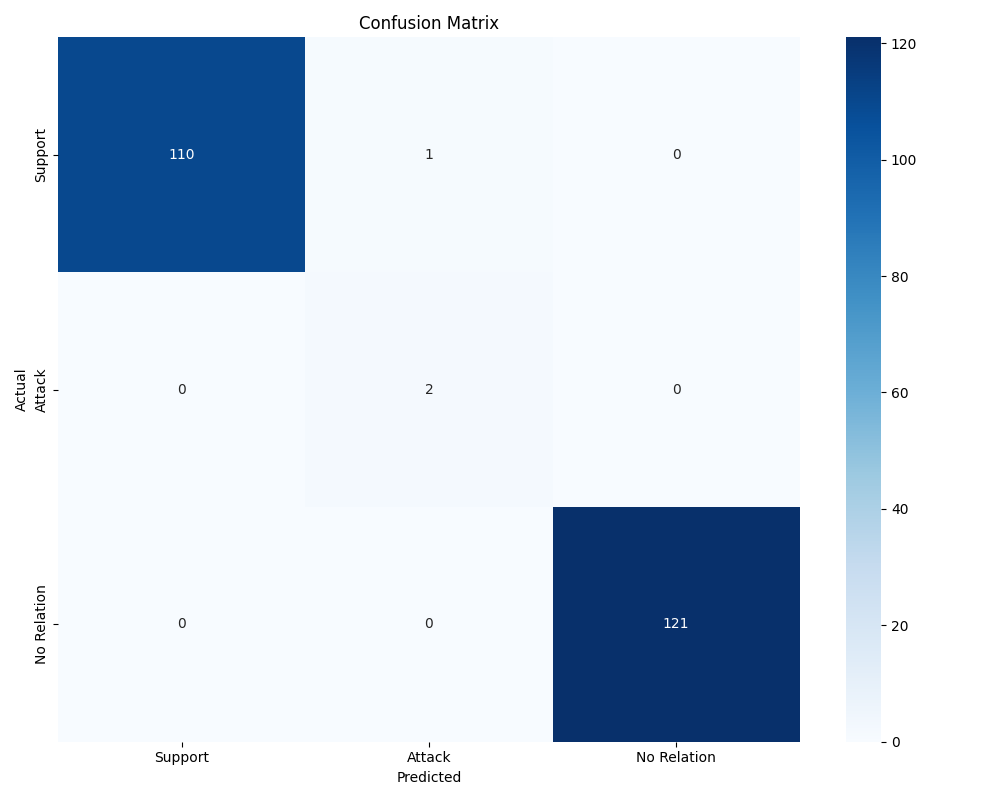 Confusion Matrix
Actual
Support
Attack
No Relation
110
1
0
0
2
0
0
0
121
Support
Attack
No Relation
Predicted
120
100
80
60
40
20
0